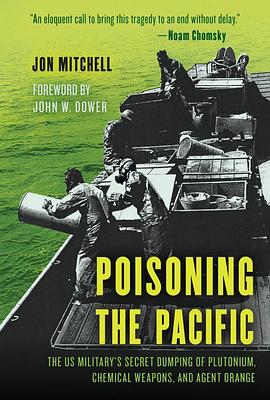 "An eloquent call to bring this tragedy to an end without delay."
—Noam Chomsky
JON MITCHELL
FOREWORD BY
JOHN W. DOWER
POISONING
THE PACIFIC
THE US MILITARY'S SECRET DUMPING OF PLUTONIUM,
CHEMICAL WEAPONS, AND AGENT ORANGE